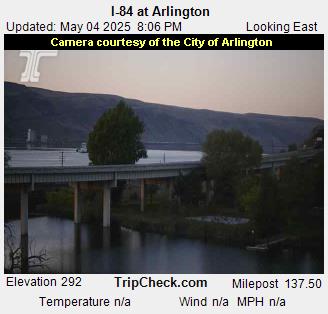 I-84 at Arlington
Updated: May 04 2025 8:06 PM Looking East
Camera courtesy of the City of Arlington
Elevation 292 TripCheck.com Milepost 137.50
Temperature n/a Wind n/a MPH n/a